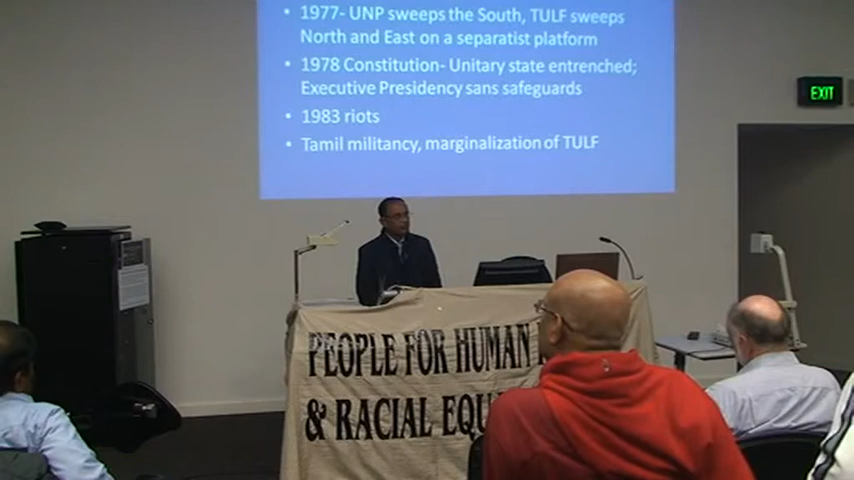 • 1977- UNP sweeps the South, TULF sweeps
North and East on a separatist platform
• 1978 Constitution- Unitary state entrenched;
Executive Presidency sans safeguards
• 1983 riots
• Tamil militancy, marginalization of TULF
EXIT
PEOPLE FOR HUMAN
& RACIAL EQU